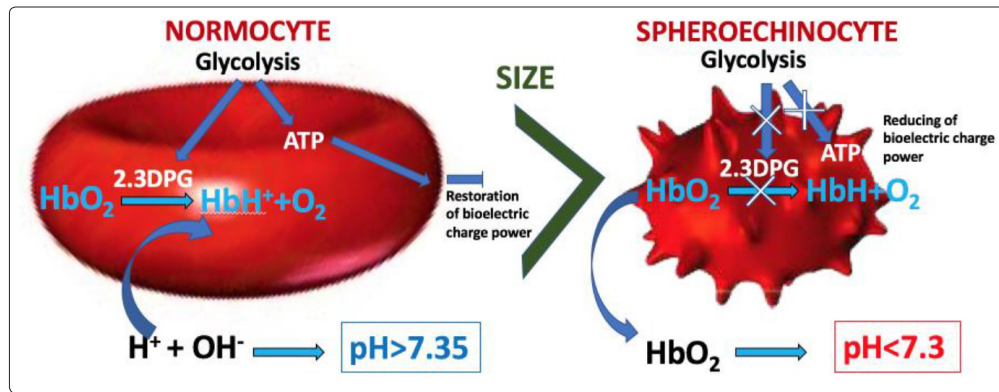 NORMOCYTE
Glycolysis
ATP
2.3DPG
HbO₂
HbH⁺+O₂
Restoration
of bioelectric
charge power
H⁺ + OH⁻
pH>7.35
SIZE
SPHEROECHINOCYTE
Glycolysis
Reducing of
bioelectric charge
power
ATP
2.3DPG
HbO₂
HbH+O₂
HbO₂
pH<7.3